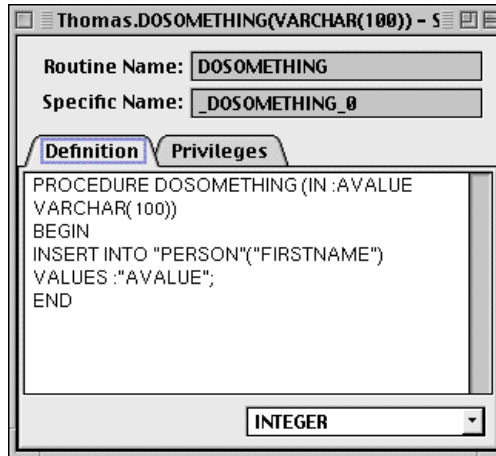 Thomas.DOSOMETHING(VARCHAR(100)) – S
Routine Name: DOSOMETHING
Specific Name: _DOSOMETHING_0
Definition Privileges
PROCEDURE DOSOMETHING (IN :AVALUE
VARCHAR(100))
BEGIN
INSERT INTO "PERSON"("FIRSTNAME")
VALUES :"AVALUE";
END
INTEGER